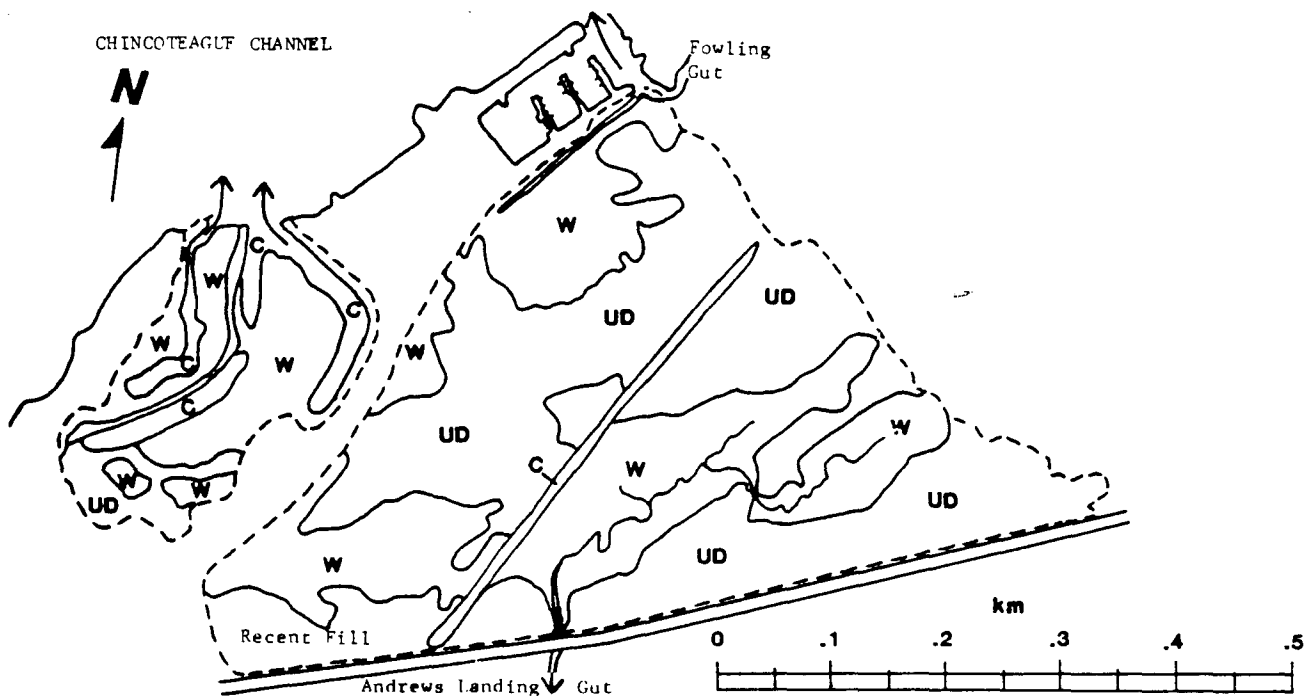 CHINCOTEAGUF CHANNEL
N
Fowling
Gut
C
W
W
C
W
W
C
W
C
W
W
UD
W
UD
UD
UD
C
W
W
UD
UD
W
Recent Fill
km
0 .1 .2 .3 .4 .5
Andrews Landing Gut